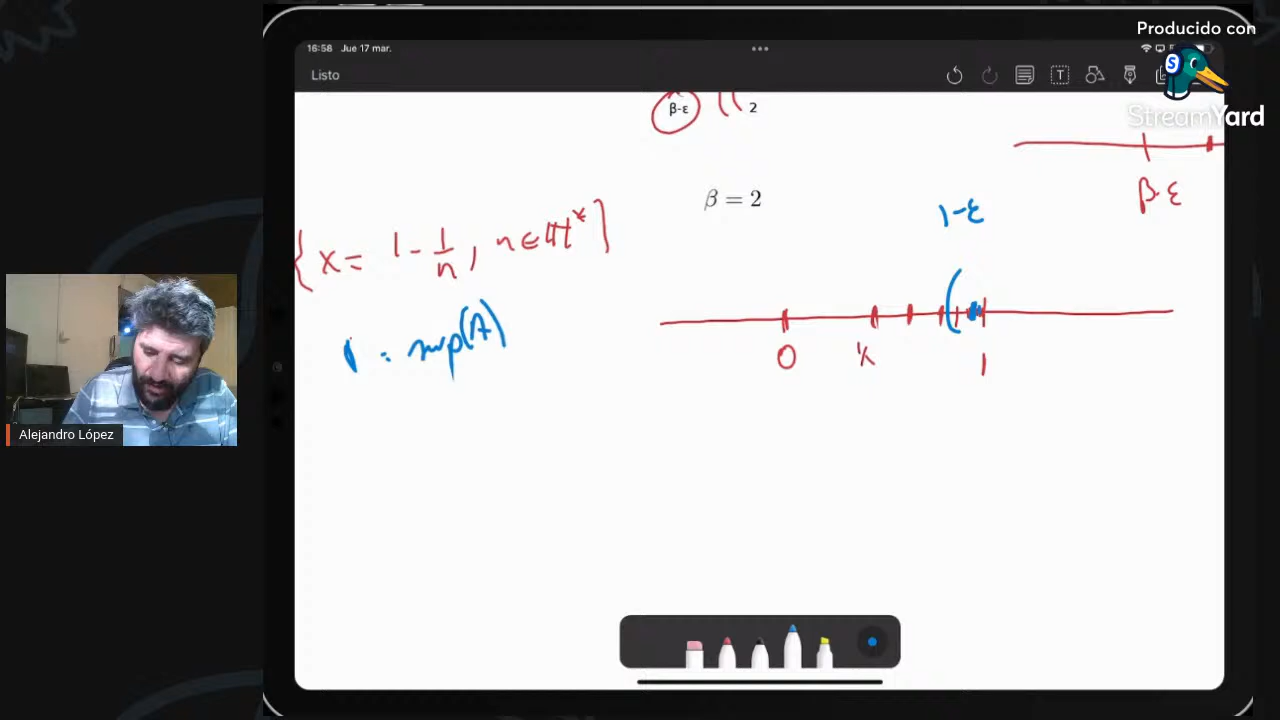 Producido con
StreamYard
16:58 Jue 17 mar.
Listo
β-ε 2
β-ε
β = 2
1-ε
{x = 1 - 1/n, n ∈ ℕ*}
1 = sup(A)
0 ½ 1
Alejandro López